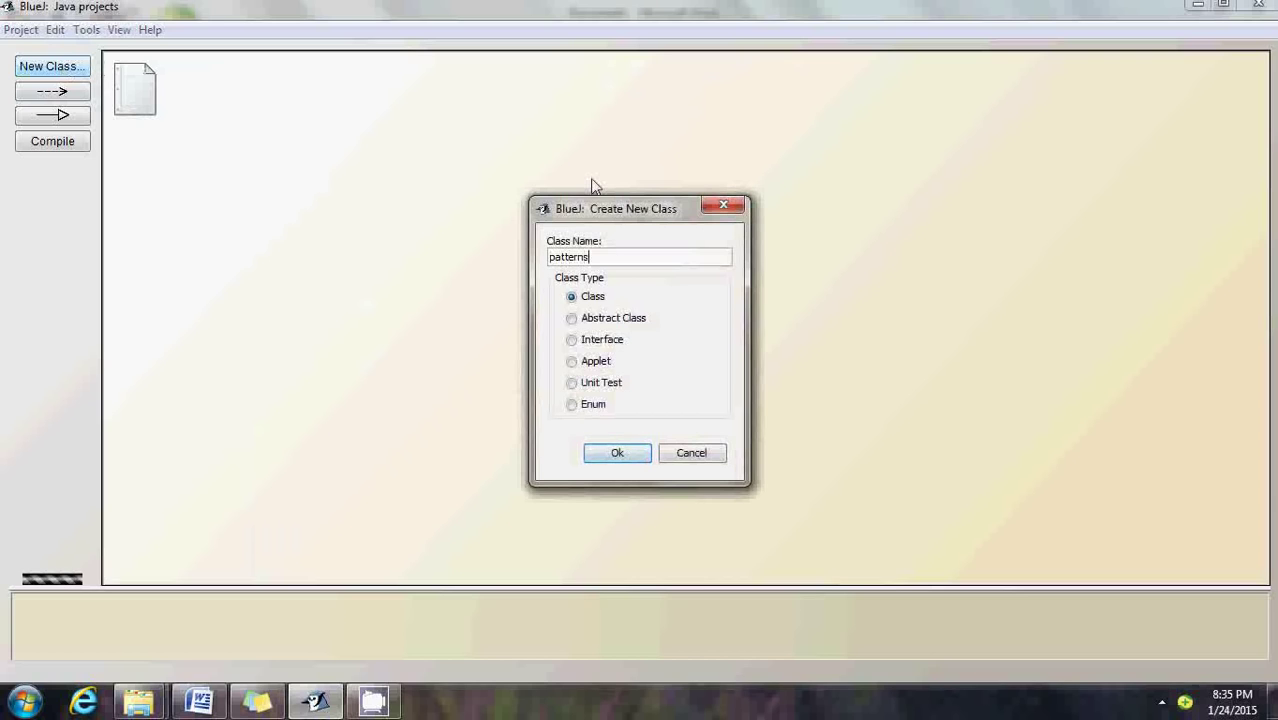 BlueJ: Java projects
Project Edit Tools View Help
New Class...
Compile
BlueJ: Create New Class
Class Name:
patterns
Class Type
Class
Abstract Class
Interface
Applet
Unit Test
Enum
Ok Cancel
8:35 PM
1/24/2015